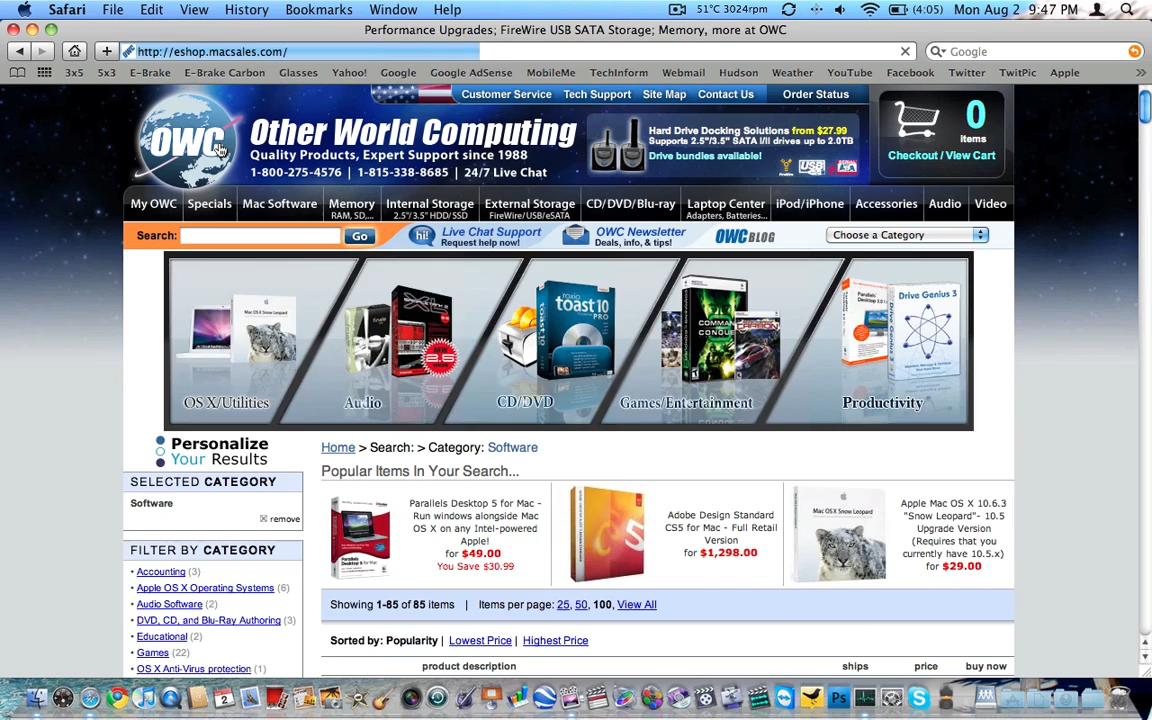 Safari File Edit View History Bookmarks Window Help 51°C 3024rpm (4:05) Mon Aug 2 9:47 PM
Performance Upgrades; FireWire USB SATA Storage; Memory, more at OWC
http://eshop.macsales.com/ Google
3x5 5x3 E-Brake E-Brake Carbon Glasses Yahoo! Google Google AdSense MobileMe TechInform Webmail Hudson Weather YouTube Facebook Twitter TwitPic Apple
Customer Service Tech Support Site Map Contact Us Order Status
OWC
Other World Computing
Quality Products, Expert Support since 1988
1-800-275-4576 | 1-815-338-8685 | 24/7 Live Chat
Hard Drive Docking Solutions from $27.99
Supports 2.5"/3.5" SATA I/II drives up to 2.0TB
Drive bundles available!
0
items
Checkout / View Cart
My OWC Specials Mac Software Memory Internal Storage External Storage CD/DVD/Blu-ray Laptop Center iPod/iPhone Accessories Audio Video
RAM, SD,... 2.5"/3.5" HDD/SSD FireWire/USB/eSATA Adapters, Batteries...
Search: Go
hi! Live Chat Support
Request help now!
OWC Newsletter
Deals, info, & tips!
OWC BLOG
Choose a Category
Mac OS X Snow Leopard
toast 10
PRO
COMMAND
CONQUER
Drive Genius 3
OS X/Utilities Audio CD/DVD Games/Entertainment Productivity
Personalize
Your Results
SELECTED CATEGORY
Software
remove
FILTER BY CATEGORY
• Accounting (3)
• Apple OS X Operating Systems (6)
• Audio Software (2)
• DVD, CD, and Blu-Ray Authoring (3)
• Educational (2)
• Games (22)
• OS X Anti-Virus protection (1)
Home > Search: > Category: Software
Popular Items In Your Search...
Parallels Desktop 5 for Mac -
Run windows alongside Mac
OS X on any Intel-powered
Apple!
for $49.00
You Save $30.99
Adobe Design Standard
CS5 for Mac - Full Retail
Version
for $1,298.00
Mac OS X Snow Leopard
Apple Mac OS X 10.6.3
"Snow Leopard"- 10.5
Upgrade Version
(Requires that you
currently have 10.5.x)
for $29.00
Showing 1-85 of 85 items | Items per page: 25, 50, 100, View All
Sorted by: Popularity | Lowest Price | Highest Price
product description ships price buy now